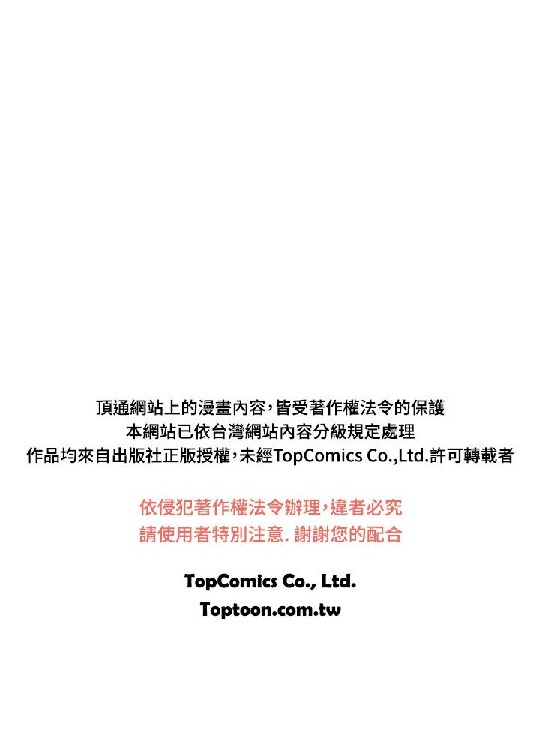 頂通網站上的漫畫內容，皆受著作權法令的保護
本網站已依台灣網站內容分級規定處理
作品均來自出版社正版授權，未經TopComics Co.,Ltd.許可轉載者
依侵犯著作權法令辦理，違者必究
請使用者特別注意. 謝謝您的配合
TopComics Co., Ltd.
Toptoon.com.tw